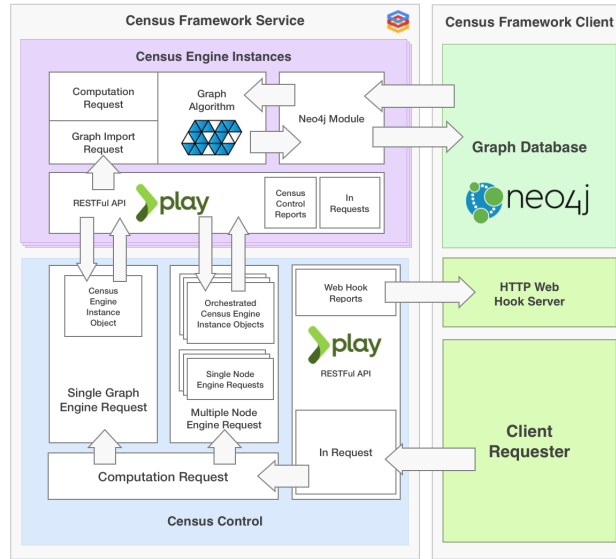 Census Framework Service
Census Framework Client
Census Engine Instances
Computation
Request
Graph
Algorithm
Neo4j Module
Graph Import
Request
Graph Database
neo4j
RESTFul API
play
Census
Control
Reports
In
Requests
Census
Engine
Instance
Object
Orchestrated
Census Engine
Instance Objects
Web Hook
Reports
HTTP Web
Hook Server
play
RESTFul API
Single Node
Engine Requests
Single Graph
Engine Request
Multiple Node
Engine Request
Client
Requester
In Request
Computation Request
Census Control